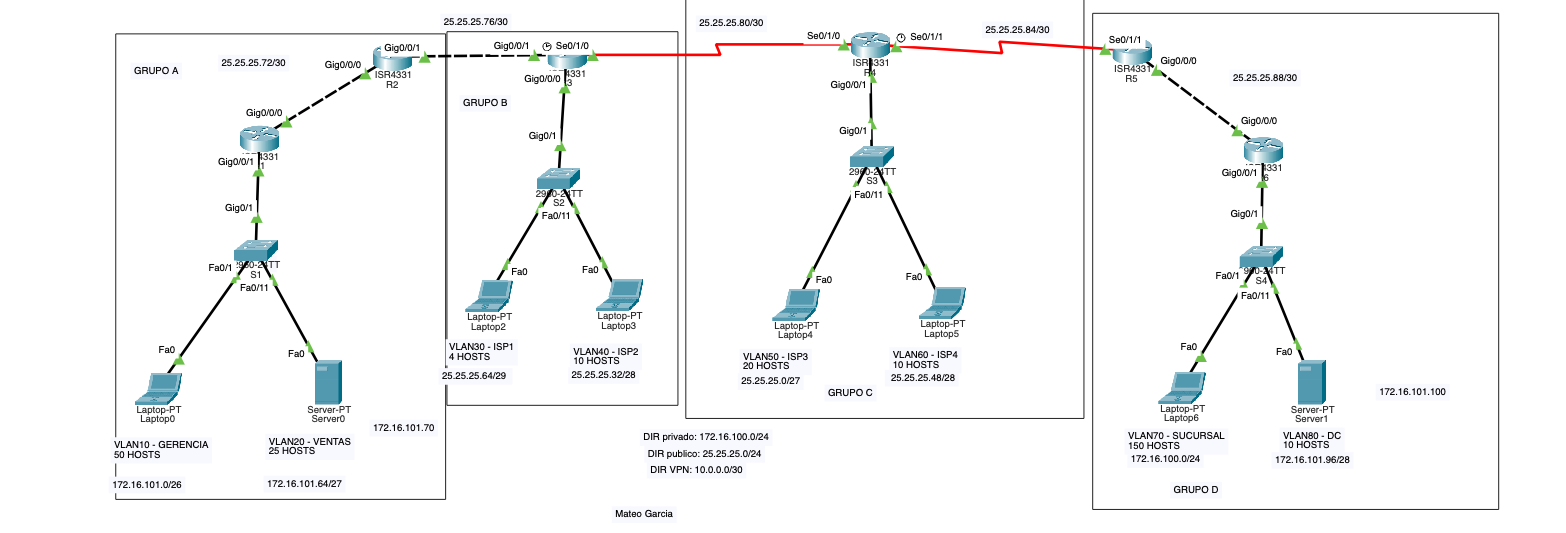 GRUPO A
25.25.25.72/30
Gig0/0/1
ISR4331
R2
Gig0/0/0
Gig0/0/0
4331
Gig0/0/1
Gig0/1
2960-24TT
S1
Fa0/1
Fa0/11
Fa0
Fa0
Laptop-PT
Laptop0
Server-PT
Server0
172.16.101.70
VLAN10 - GERENCIA
50 HOSTS
VLAN20 - VENTAS
25 HOSTS
172.16.101.0/26
172.16.101.64/27
25.25.25.76/30
Gig0/0/1
Se0/1/0
4331
3
Gig0/0/0
GRUPO B
Gig0/1
2960-24TT
S2
Fa0/11
Fa0
Fa0
Laptop-PT
Laptop2
Laptop-PT
Laptop3
VLAN30 - ISP1
4 HOSTS
VLAN40 - ISP2
10 HOSTS
25.25.25.64/29
25.25.25.32/28
25.25.25.80/30
25.25.25.84/30
Se0/1/0
Se0/1/1
ISR4331
R4
Gig0/0/1
Gig0/1
2960-24TT
S3
Fa0/11
Fa0
Fa0
Laptop-PT
Laptop4
Laptop-PT
Laptop5
VLAN50 - ISP3
20 HOSTS
VLAN60 - ISP4
10 HOSTS
25.25.25.0/27
25.25.25.48/28
GRUPO C
Se0/1/1
ISR4331
R5
Gig0/0/0
25.25.25.88/30
Gig0/0/0
ISR4331
6
Gig0/0/1
Gig0/1
2960-24TT
S4
Fa0/1
Fa0/11
Fa0
Fa0
Laptop-PT
Laptop6
Server-PT
Server1
172.16.101.100
VLAN70 - SUCURSAL
150 HOSTS
VLAN80 - DC
10 HOSTS
172.16.100.0/24
172.16.101.96/28
GRUPO D
DIR privado: 172.16.100.0/24
DIR publico: 25.25.25.0/24
DIR VPN: 10.0.0.0/30
Mateo Garcia